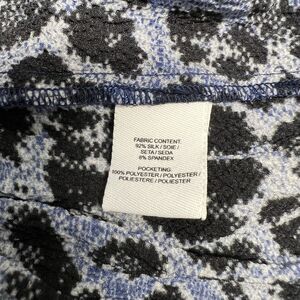 FABRIC CONTENT:
92% SILK / SOIE /
SETA / SEDA
8% SPANDEX
POCKETING:
100% POLYESTER / POLYESTER /
POLIESTERE / POLIESTER